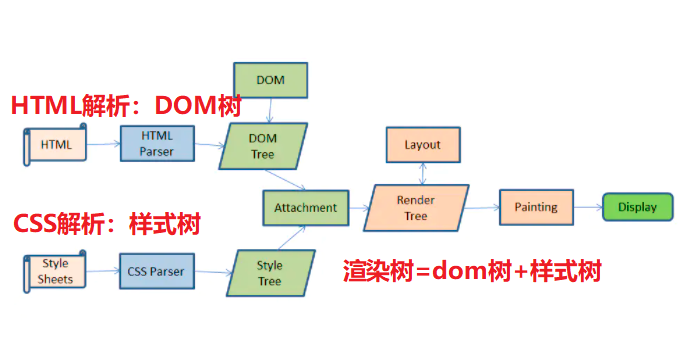 DOM
HTML解析：DOM树
HTML
HTML
Parser
DOM
Tree
Layout
Attachment
Render
Tree
Painting
Display
CSS解析：样式树
Style
Sheets
CSS Parser
Style
Tree
渲染树=dom树+样式树